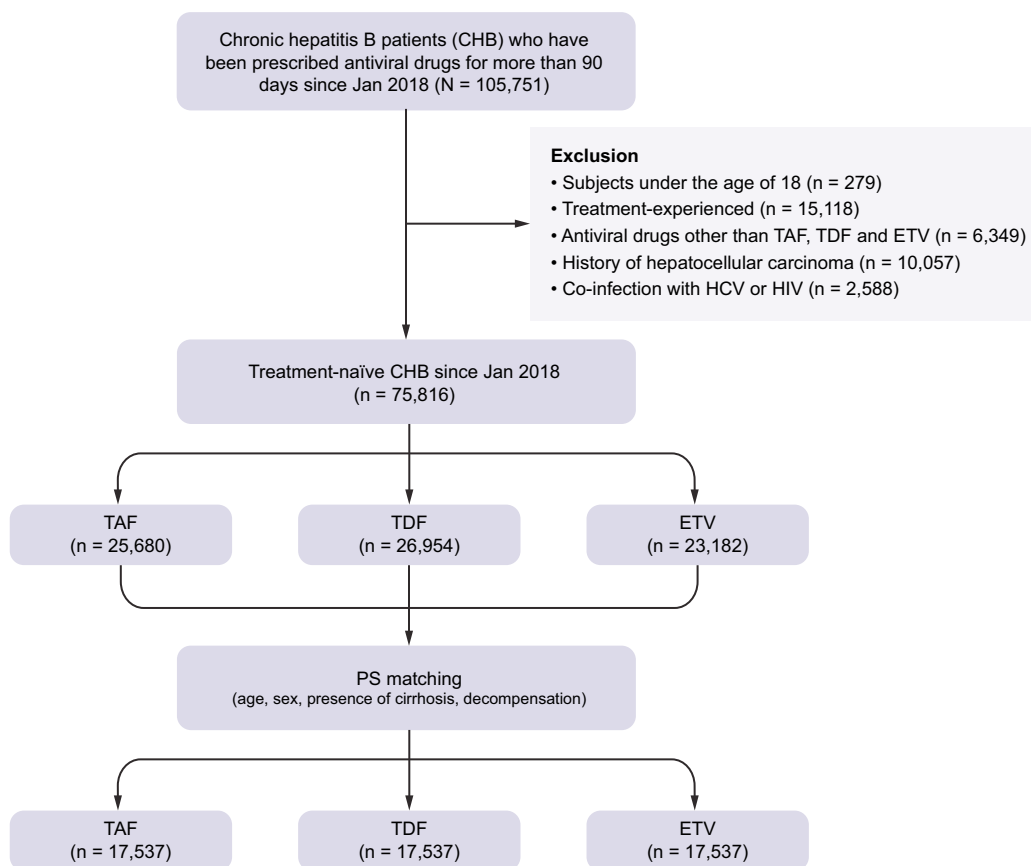 Chronic hepatitis B patients (CHB) who have
been prescribed antiviral drugs for more than 90
days since Jan 2018 (N = 105,751)
Exclusion
• Subjects under the age of 18 (n = 279)
• Treatment-experienced (n = 15,118)
• Antiviral drugs other than TAF, TDF and ETV (n = 6,349)
• History of hepatocellular carcinoma (n = 10,057)
• Co-infection with HCV or HIV (n = 2,588)
Treatment-naïve CHB since Jan 2018
(n = 75,816)
TAF
(n = 25,680)
TDF
(n = 26,954)
ETV
(n = 23,182)
PS matching
(age, sex, presence of cirrhosis, decompensation)
TAF
(n = 17,537)
TDF
(n = 17,537)
ETV
(n = 17,537)